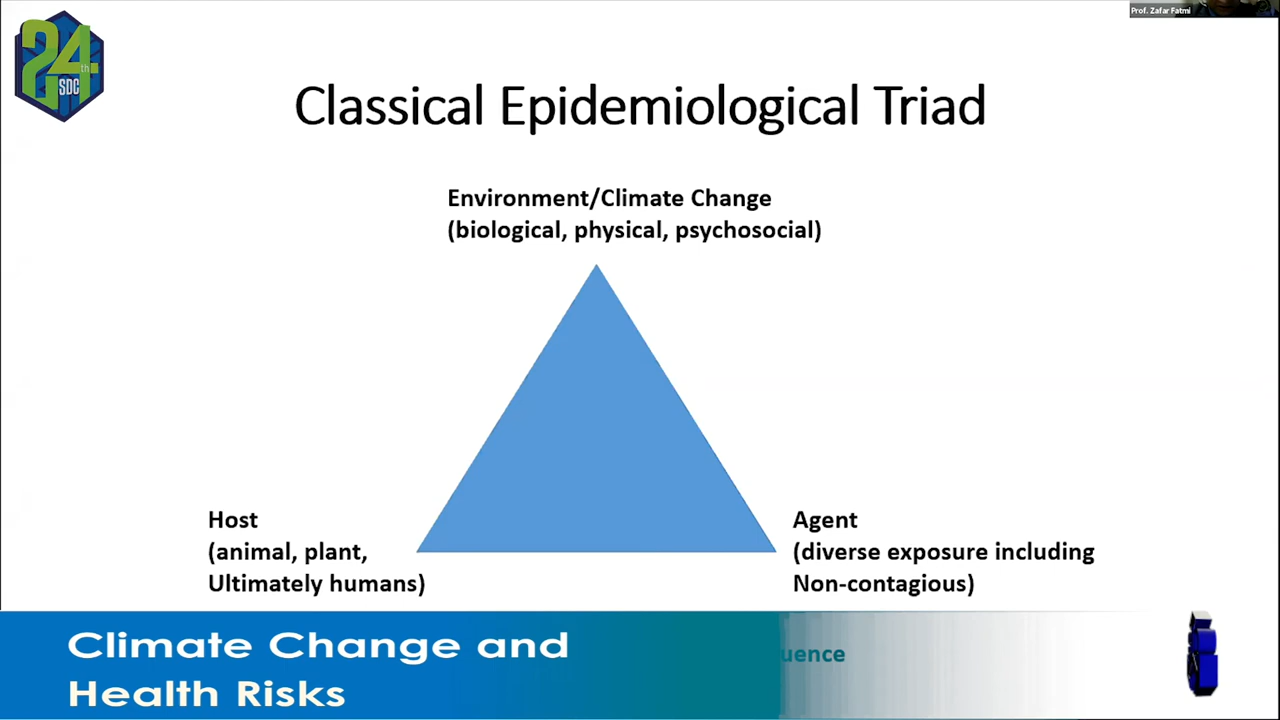 Prof. Zafar Fatmi
24th
SDC
Classical Epidemiological Triad
Environment/Climate Change
(biological, physical, psychosocial)
Host
(animal, plant,
Ultimately humans)
Agent
(diverse exposure including
Non-contagious)
Climate Change and
Health Risks
uence